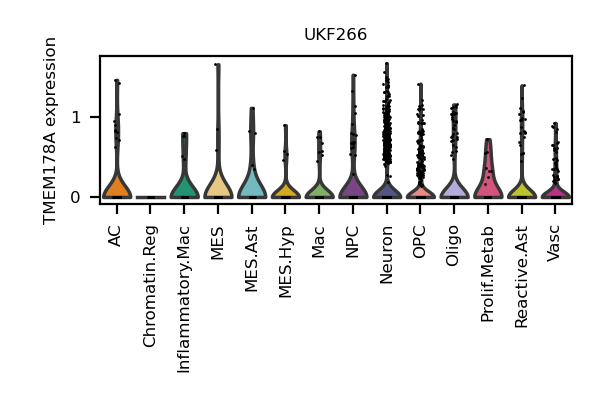 UKF266
TMEM178A expression
1
0
AC
Chromatin.Reg
Inflammatory.Mac
MES
MES.Ast
MES.Hyp
Mac
NPC
Neuron
OPC
Oligo
Prolif.Metab
Reactive.Ast
Vasc